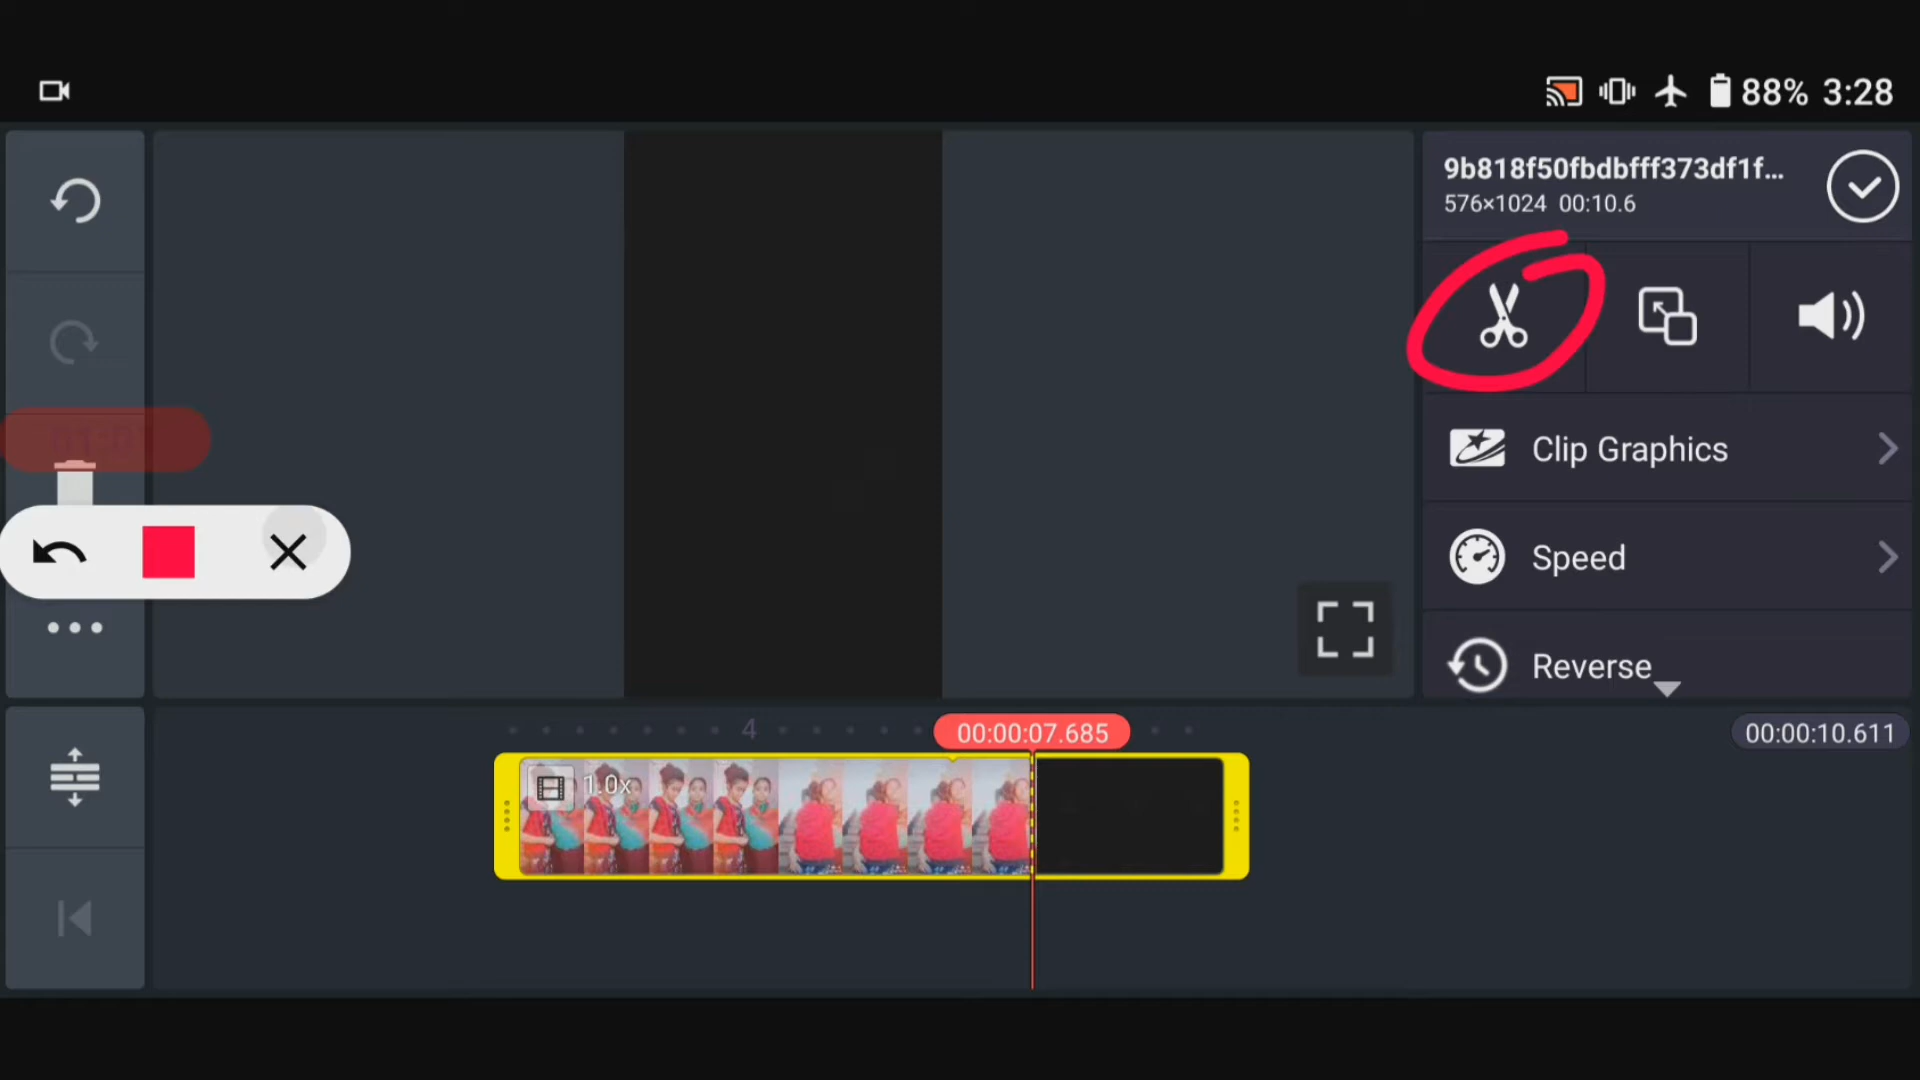 88% 3:28
9b818f50fbdbfff373df1f...
576×1024 00:10.6
Clip Graphics
Speed
Reverse
4
00:00:07.685
00:00:10.611
1.0x